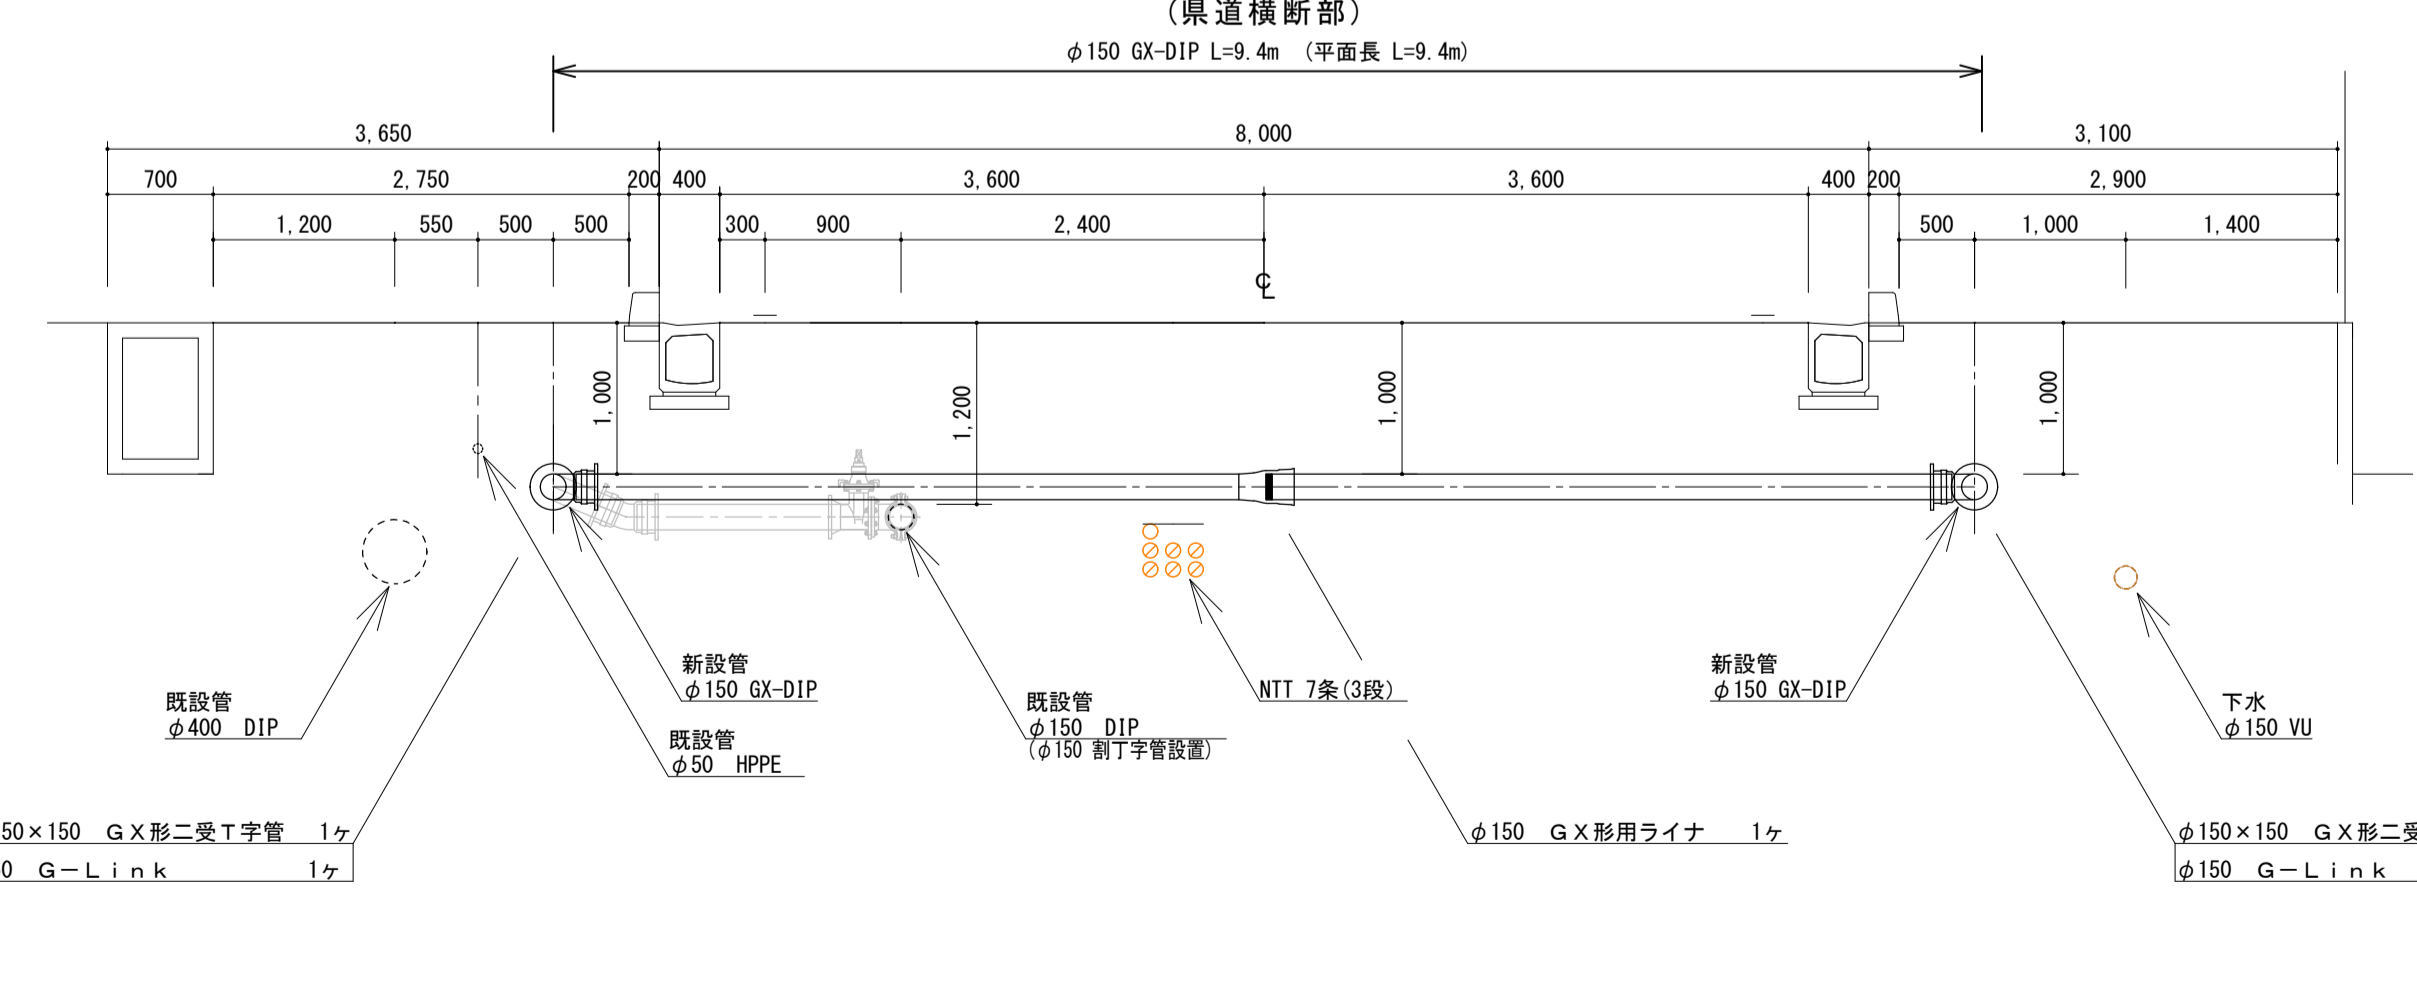 (県道横断部)
φ150 GX-DIP L=9.4m (平面長 L=9.4m)
3,650 8,000 3,100
700 2,750 200 400 3,600 3,600 400 200 2,900
1,200 550 500 500 300 900 2,400 500 1,000 1,400
CL
1,000 1,200 1,000 1,000
新設管
φ150 GX-DIP
新設管
φ150 GX-DIP
既設管
φ400 DIP
既設管
φ150 DIP
(φ150 割丁字管設置)
NTT 7条(3段)
下水
φ150 VU
既設管
φ50 HPPE
50×150 GX形二受T字管 1ヶ
0 G-Link 1ヶ
φ150 GX形用ライナ 1ヶ
φ150×150 GX形二受
φ150 G-Link